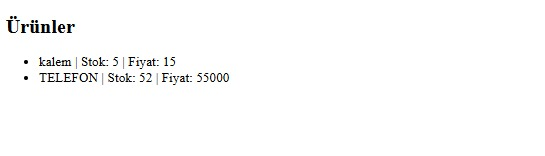 Ürünler
kalem | Stok: 5 | Fiyat: 15
TELEFON | Stok: 52 | Fiyat: 55000